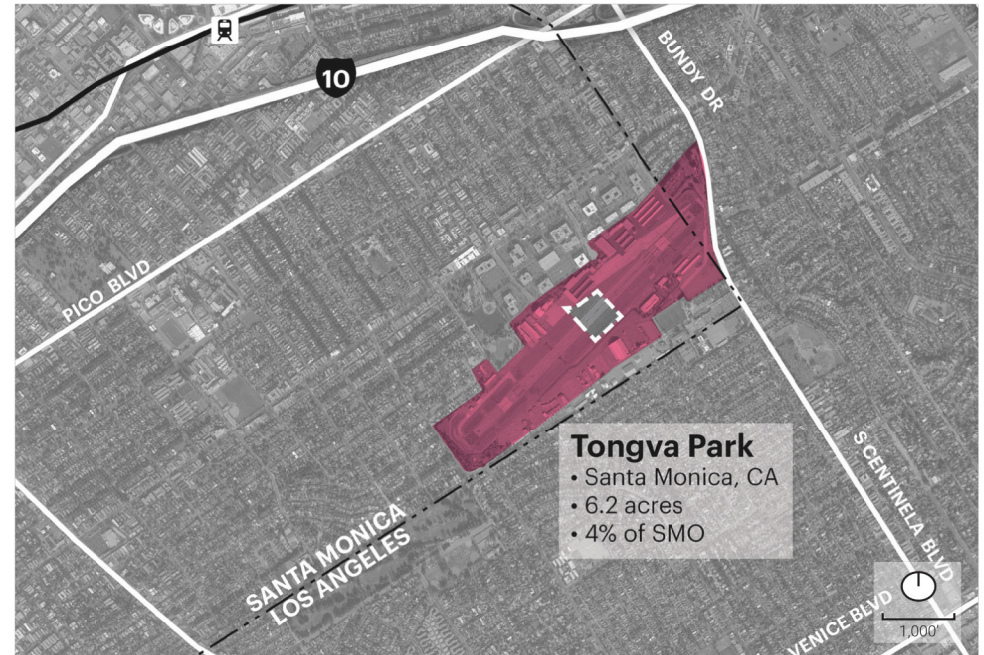 10
BUNDY DR
PICO BLVD
Tongva Park
• Santa Monica, CA
• 6.2 acres
• 4% of SMO
SANTA MONICA
LOS ANGELES
S CENTINELA BLVD
VENICE BLVD
1,000'